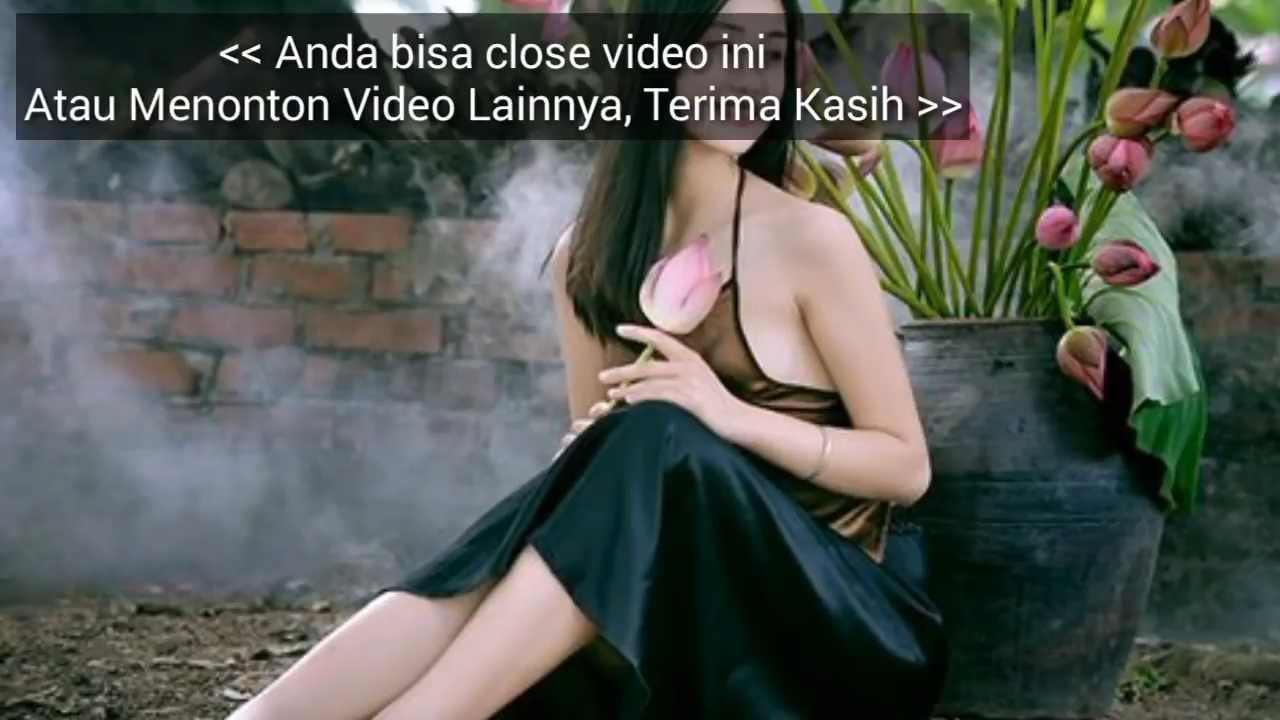 << Anda bisa close video ini
Atau Menonton Video Lainnya, Terima Kasih >>